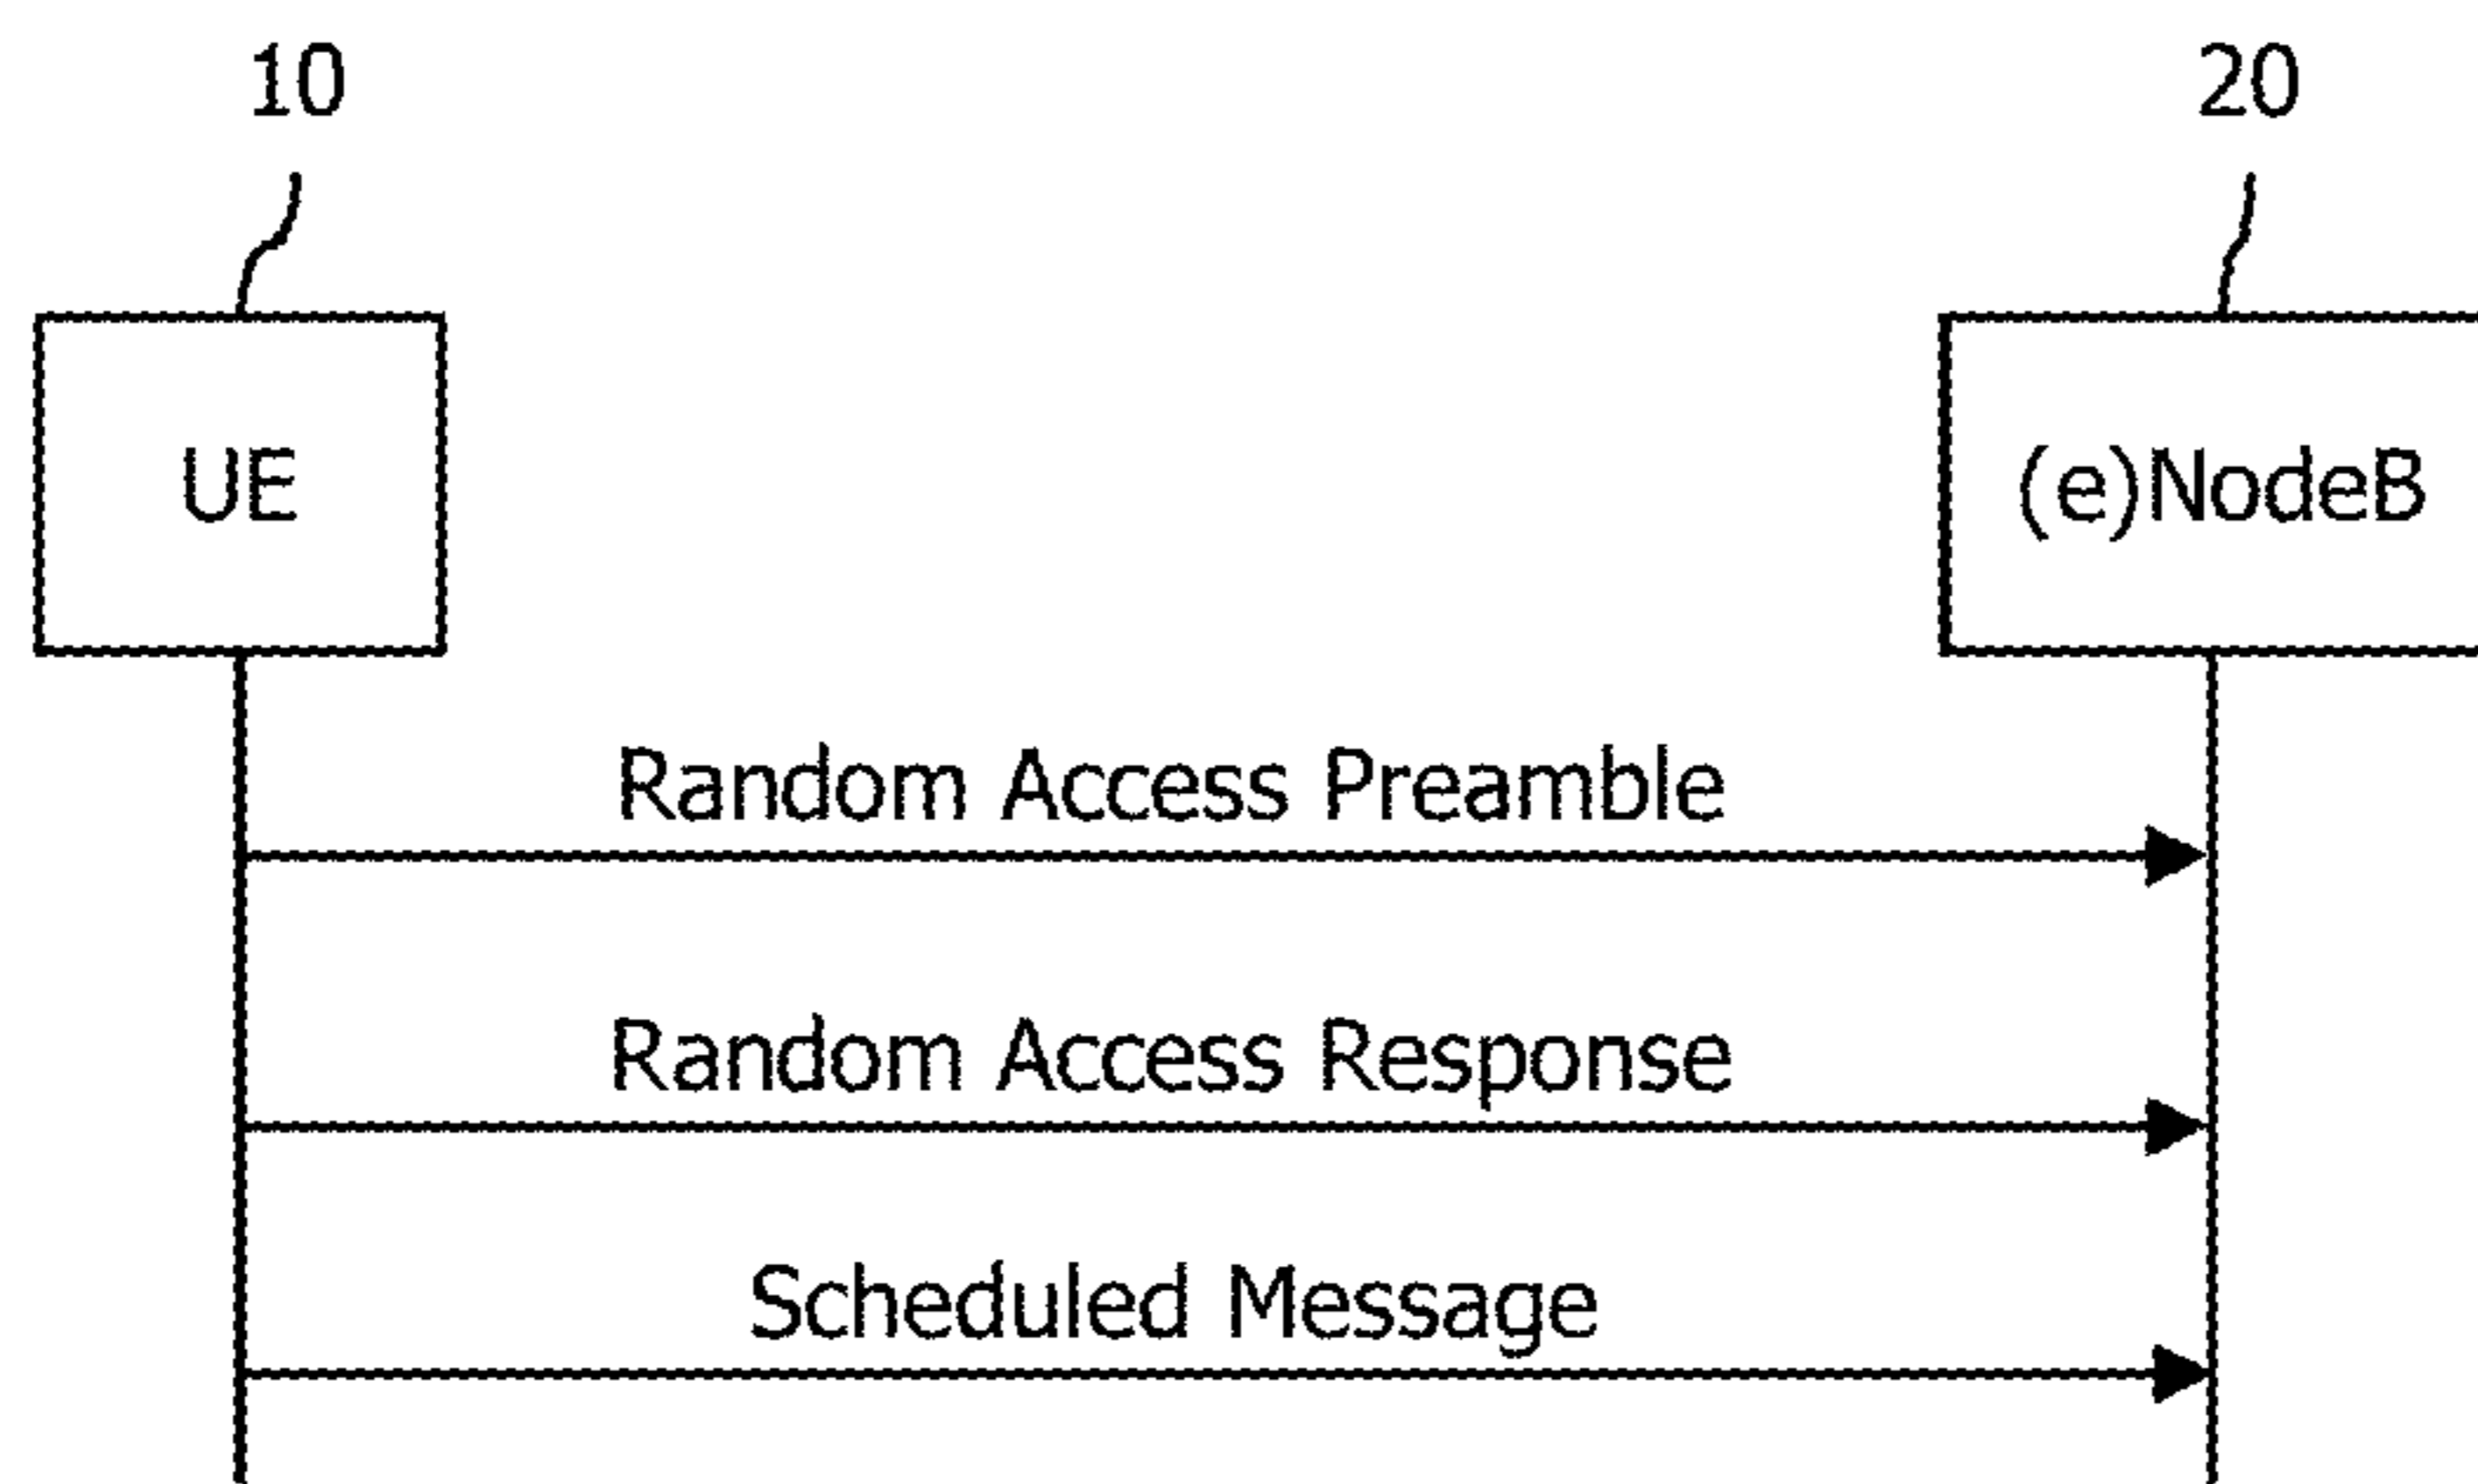 10
20
UE
(e)NodeB
Random Access Preamble
Random Access Response
Scheduled Message